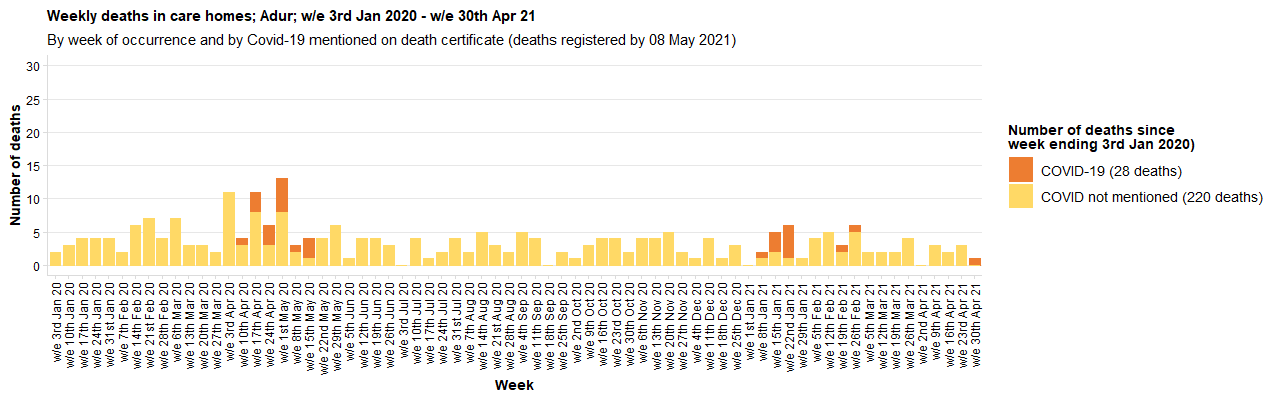 Weekly deaths in care homes; Adur; w/e 3rd Jan 2020 - w/e 30th Apr 21
By week of occurrence and by Covid-19 mentioned on death certificate (deaths registered by 08 May 2021)
Number of deaths
30
25
20
15
10
5
0
w/e 3rd Jan 20
w/e 10th Jan 20
w/e 17th Jan 20
w/e 24th Jan 20
w/e 31st Jan 20
w/e 7th Feb 20
w/e 14th Feb 20
w/e 21st Feb 20
w/e 28th Feb 20
w/e 6th Mar 20
w/e 13th Mar 20
w/e 20th Mar 20
w/e 27th Mar 20
w/e 3rd Apr 20
w/e 10th Apr 20
w/e 17th Apr 20
w/e 24th Apr 20
w/e 1st May 20
w/e 8th May 20
w/e 15th May 20
w/e 22nd May 20
w/e 29th May 20
w/e 5th Jun 20
w/e 12th Jun 20
w/e 19th Jun 20
w/e 26th Jun 20
w/e 3rd Jul 20
w/e 10th Jul 20
w/e 17th Jul 20
w/e 24th Jul 20
w/e 31st Jul 20
w/e 7th Aug 20
w/e 14th Aug 20
w/e 21st Aug 20
w/e 28th Aug 20
w/e 4th Sep 20
w/e 11th Sep 20
w/e 18th Sep 20
w/e 25th Sep 20
w/e 2nd Oct 20
w/e 9th Oct 20
w/e 16th Oct 20
w/e 23rd Oct 20
w/e 30th Oct 20
w/e 6th Nov 20
w/e 13th Nov 20
w/e 20th Nov 20
w/e 27th Nov 20
w/e 4th Dec 20
w/e 11th Dec 20
w/e 18th Dec 20
w/e 25th Dec 20
w/e 1st Jan 21
w/e 8th Jan 21
w/e 15th Jan 21
w/e 22nd Jan 21
w/e 29th Jan 21
w/e 5th Feb 21
w/e 12th Feb 21
w/e 19th Feb 21
w/e 26th Feb 21
w/e 5th Mar 21
w/e 12th Mar 21
w/e 19th Mar 21
w/e 26th Mar 21
w/e 2nd Apr 21
w/e 9th Apr 21
w/e 16th Apr 21
w/e 23rd Apr 21
w/e 30th Apr 21
Week
Number of deaths since
week ending 3rd Jan 2020)
COVID-19 (28 deaths)
COVID not mentioned (220 deaths)